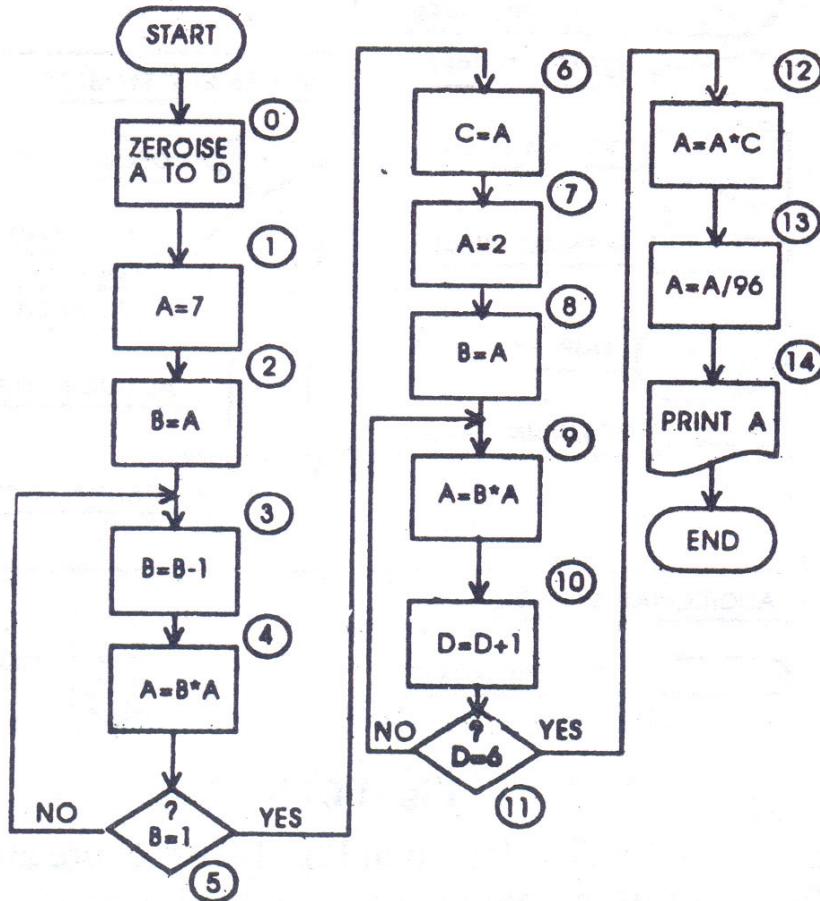 START
0
ZEROISE
A TO D
1
A=7
2
B=A
3
B=B-1
4
A=B*A
?
B=1
NO
YES
5
6
C=A
7
A=2
8
B=A
9
A=B*A
10
D=D+1
?
D=6
NO
YES
11
12
A=A*C
13
A=A/96
14
PRINT A
END